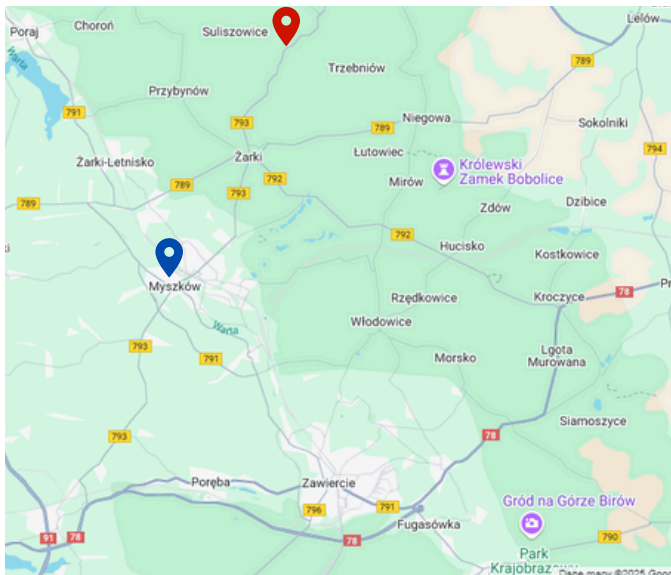 Poraj
Choroń
Suliszowice
Lelów
Warta
Trzebniów
789
791
Przybynów
793
789
Niegowa
Sokolniki
794
Żarki-Letnisko
Żarki
Łutowiec
Królewski
Zamek Bobolice
789
793
792
Mirów
789
Zdów
Dzibice
792
Hucisko
Kostkowice
Myszków
Rzędkowice
Kroczyce
78
Warta
Włodowice
793
791
Morsko
Lgota
Murowana
793
78
Siamoszyce
Poręba
Zawiercie
796
791
Gród na Górze Birów
91
78
78
Fugasówka
790
Park
Krajobrazowy